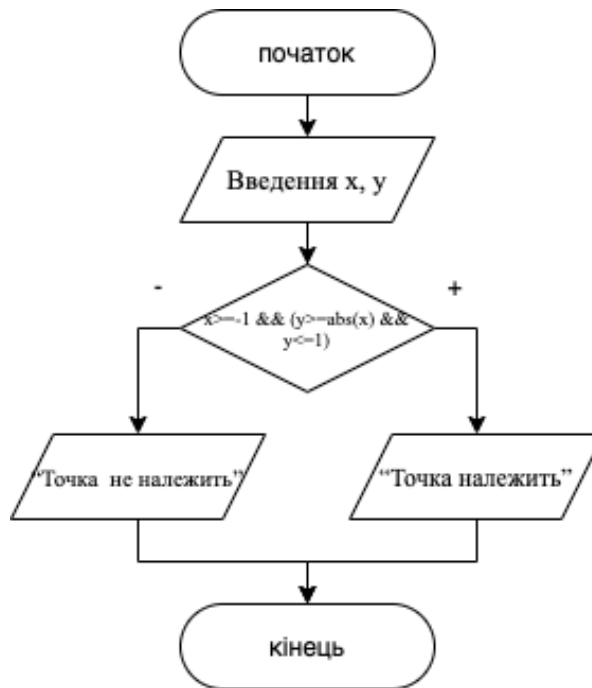 початок
Введення x, y
-
+
x>=-1 && (y>=abs(x) &&
y<=1)
“Точка не належить”
“Точка належить”
кінець